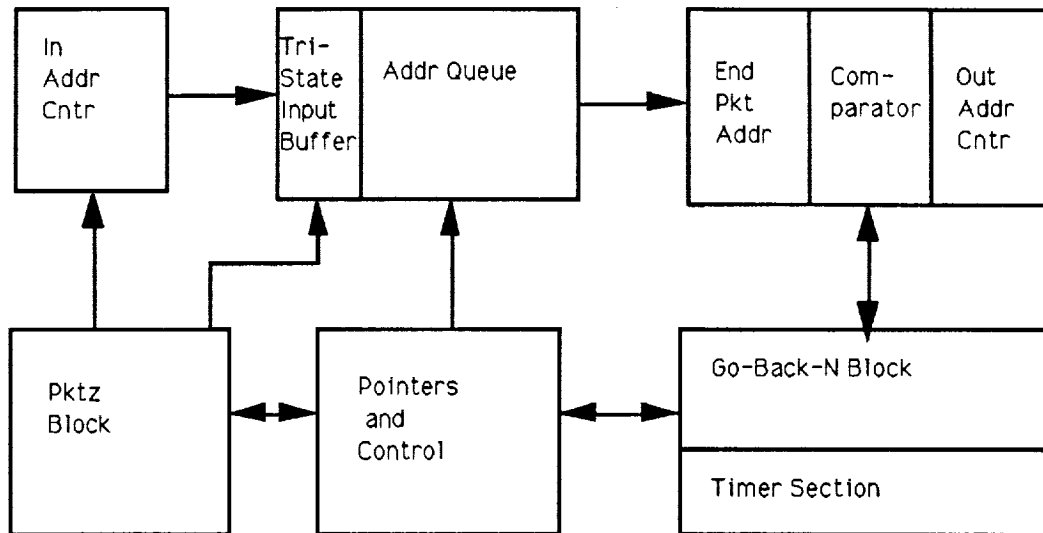 In
Addr
Cntr
Tri-
State
Input
Buffer
Addr Queue
End
Pkt
Addr
Com-
parator
Out
Addr
Cntr
Pktz
Block
Pointers
and
Control
Go-Back-N Block
Timer Section